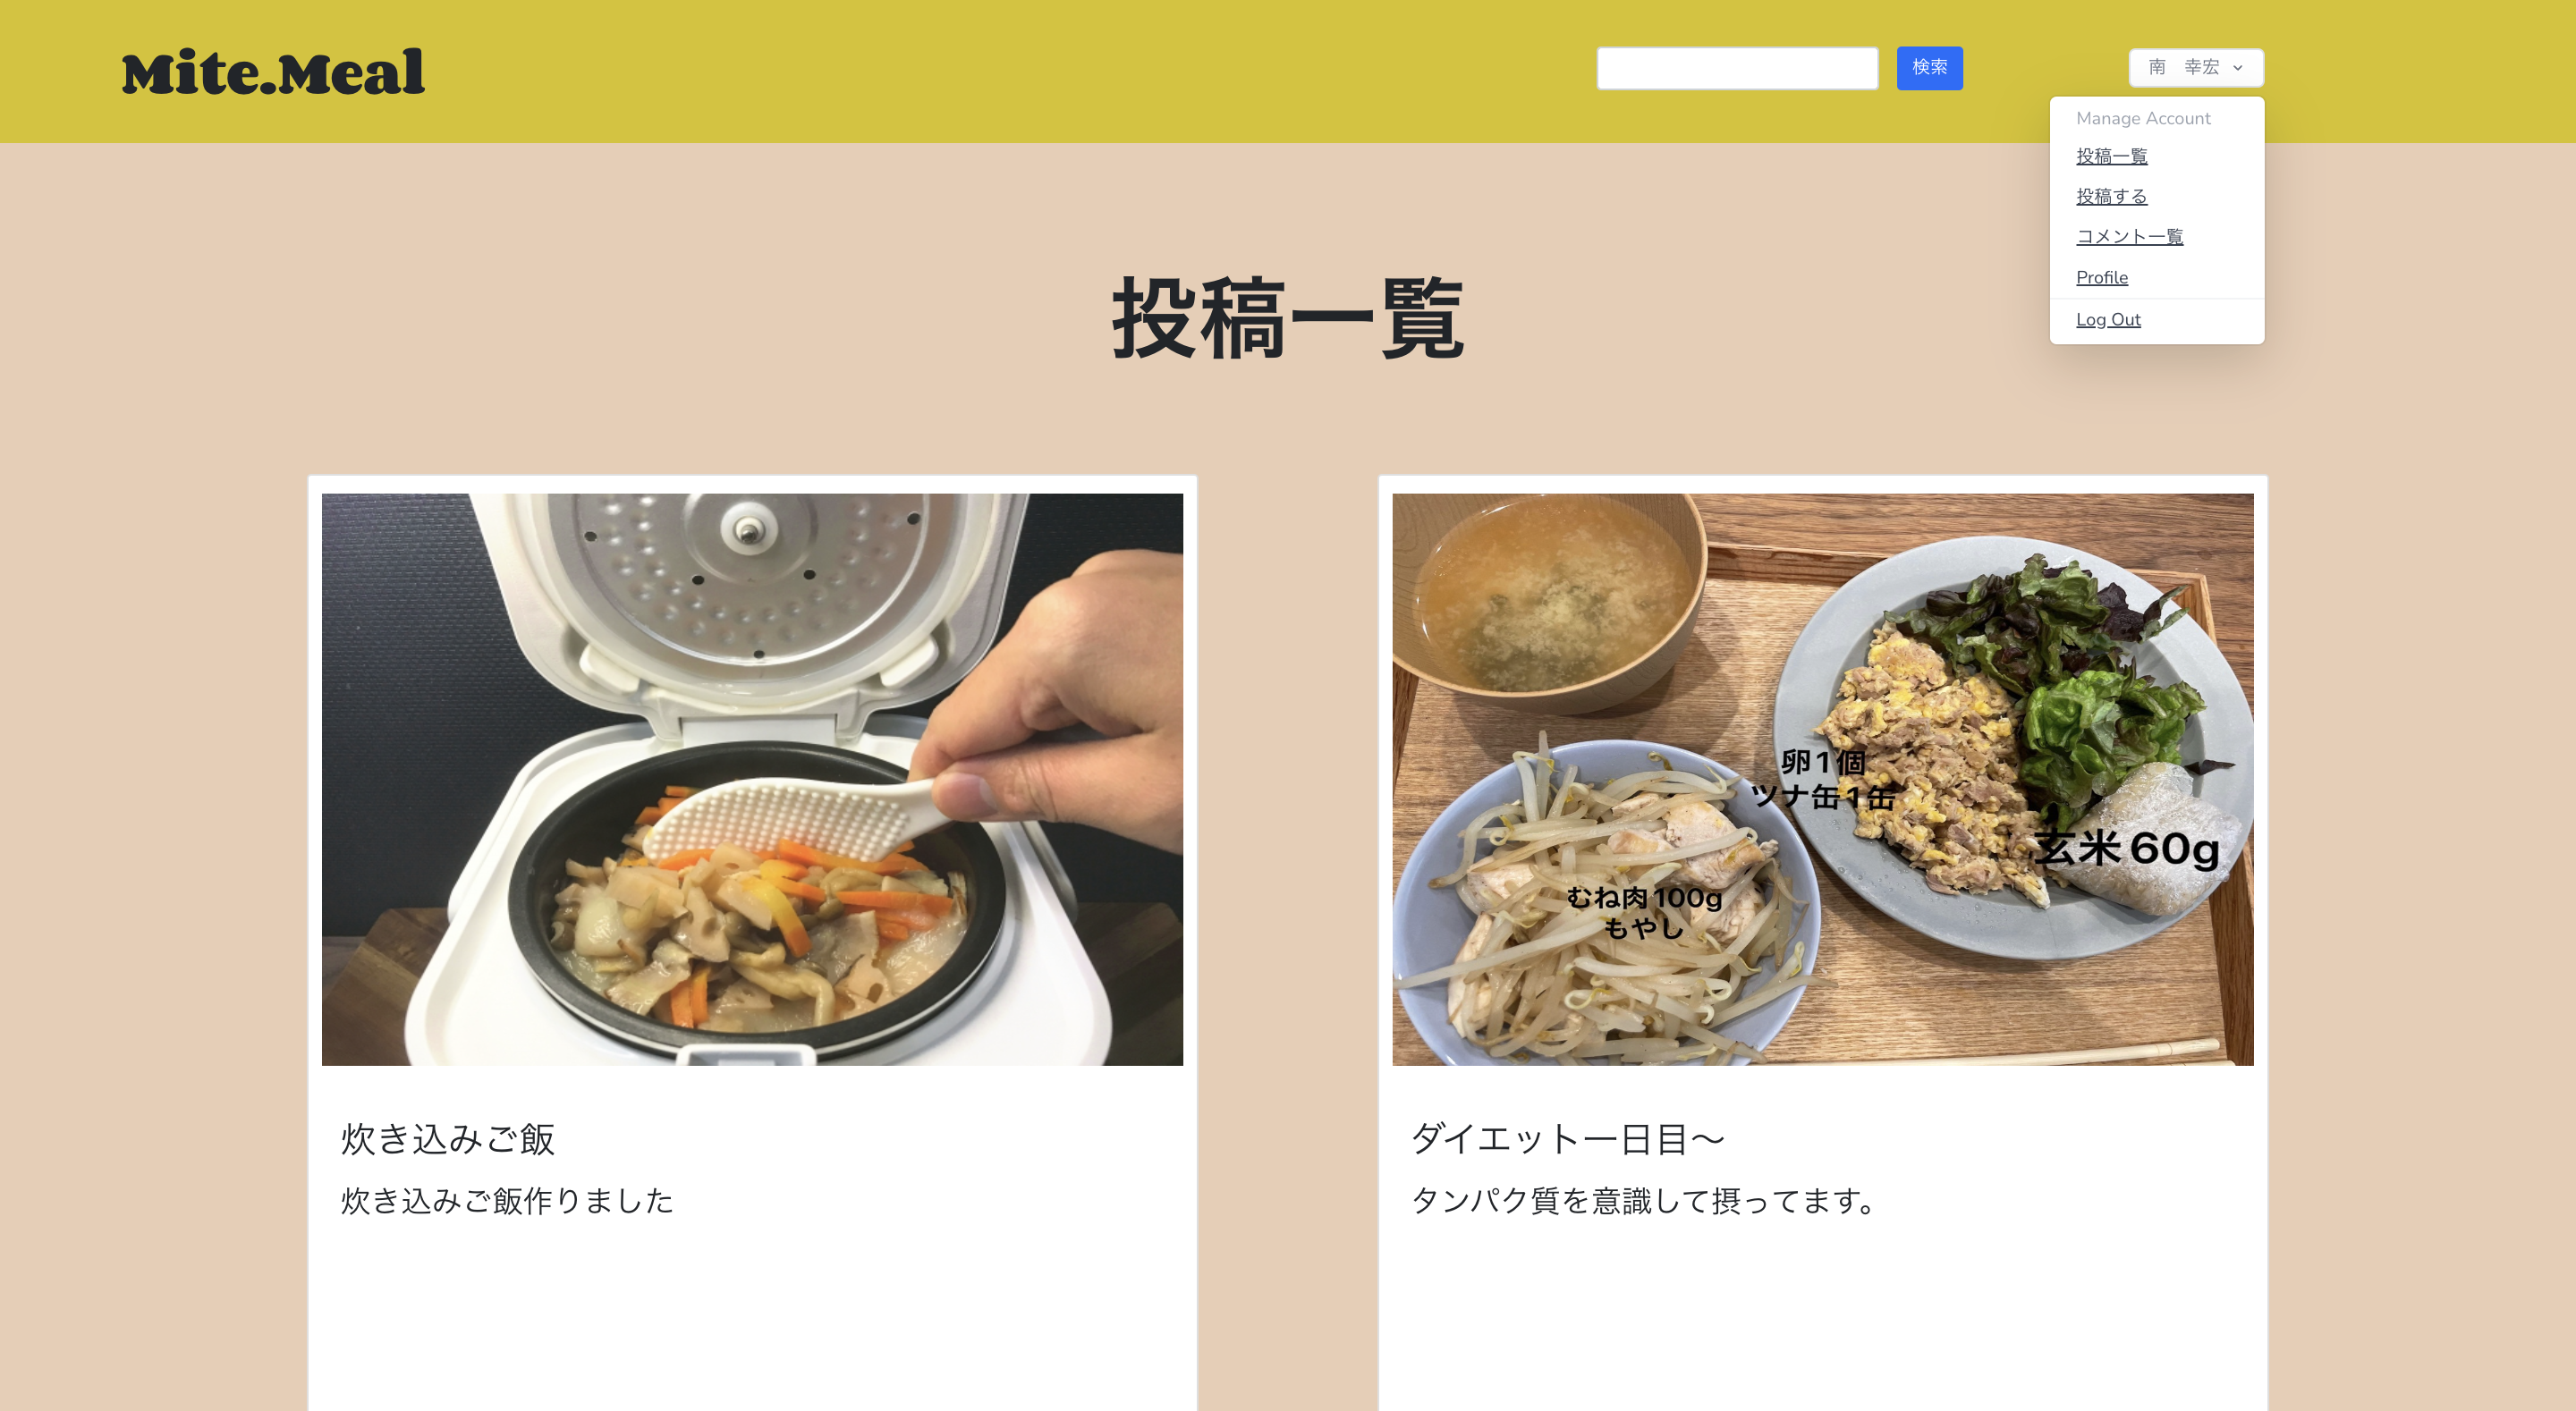 Mite.Meal
検索
南　幸宏
Manage Account
投稿一覧
投稿する
コメント一覧
Profile
Log Out
投稿一覧
卵1個
ツナ缶1缶
玄米60g
むね肉100g
もやし
炊き込みご飯
炊き込みご飯作りました
ダイエット一日目〜
タンパク質を意識して摂ってます。